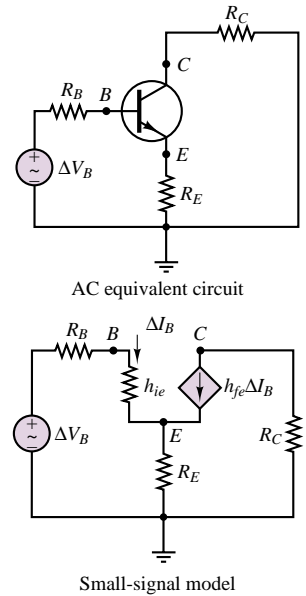 R_C
C
R_B B
+
~
−
ΔV_B
E
R_E
AC equivalent circuit
R_B B ΔI_B C
h_ie h_fe ΔI_B
+
~
−
ΔV_B
E
R_C
R_E
Small-signal model